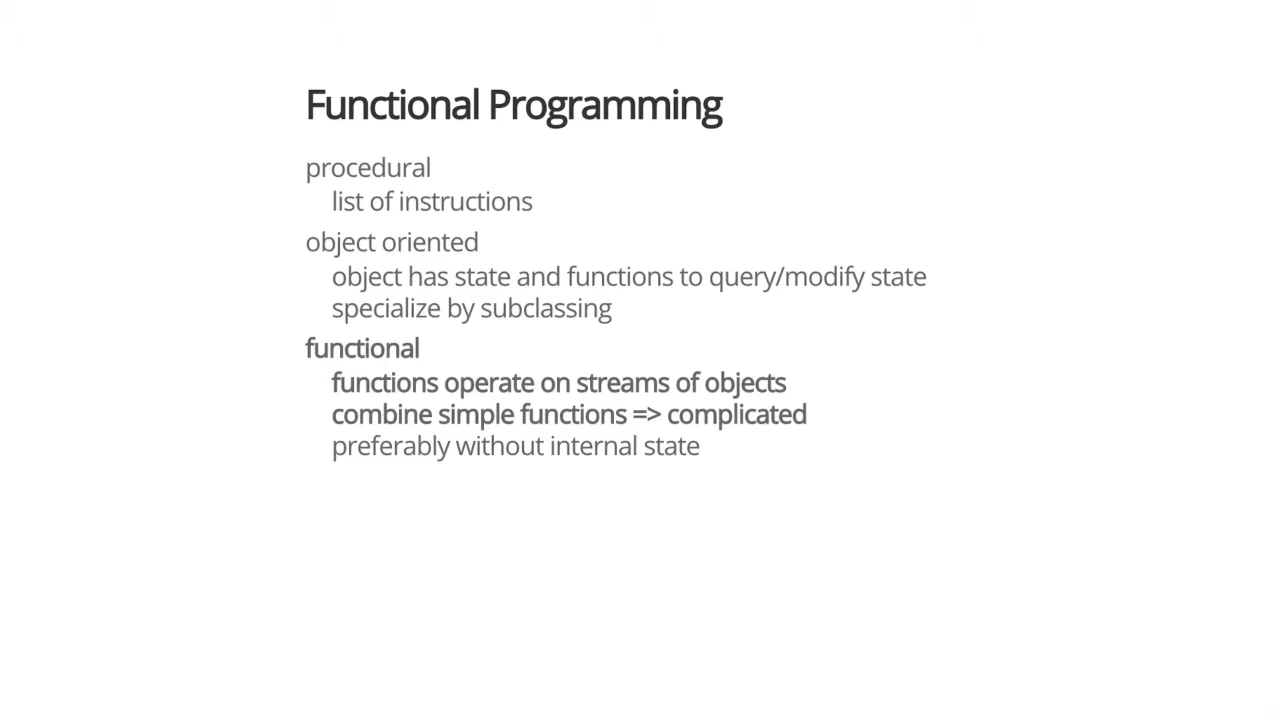 Functional Programming
procedural
list of instructions
object oriented
object has state and functions to query/modify state
specialize by subclassing
functional
functions operate on streams of objects
combine simple functions => complicated
preferably without internal state